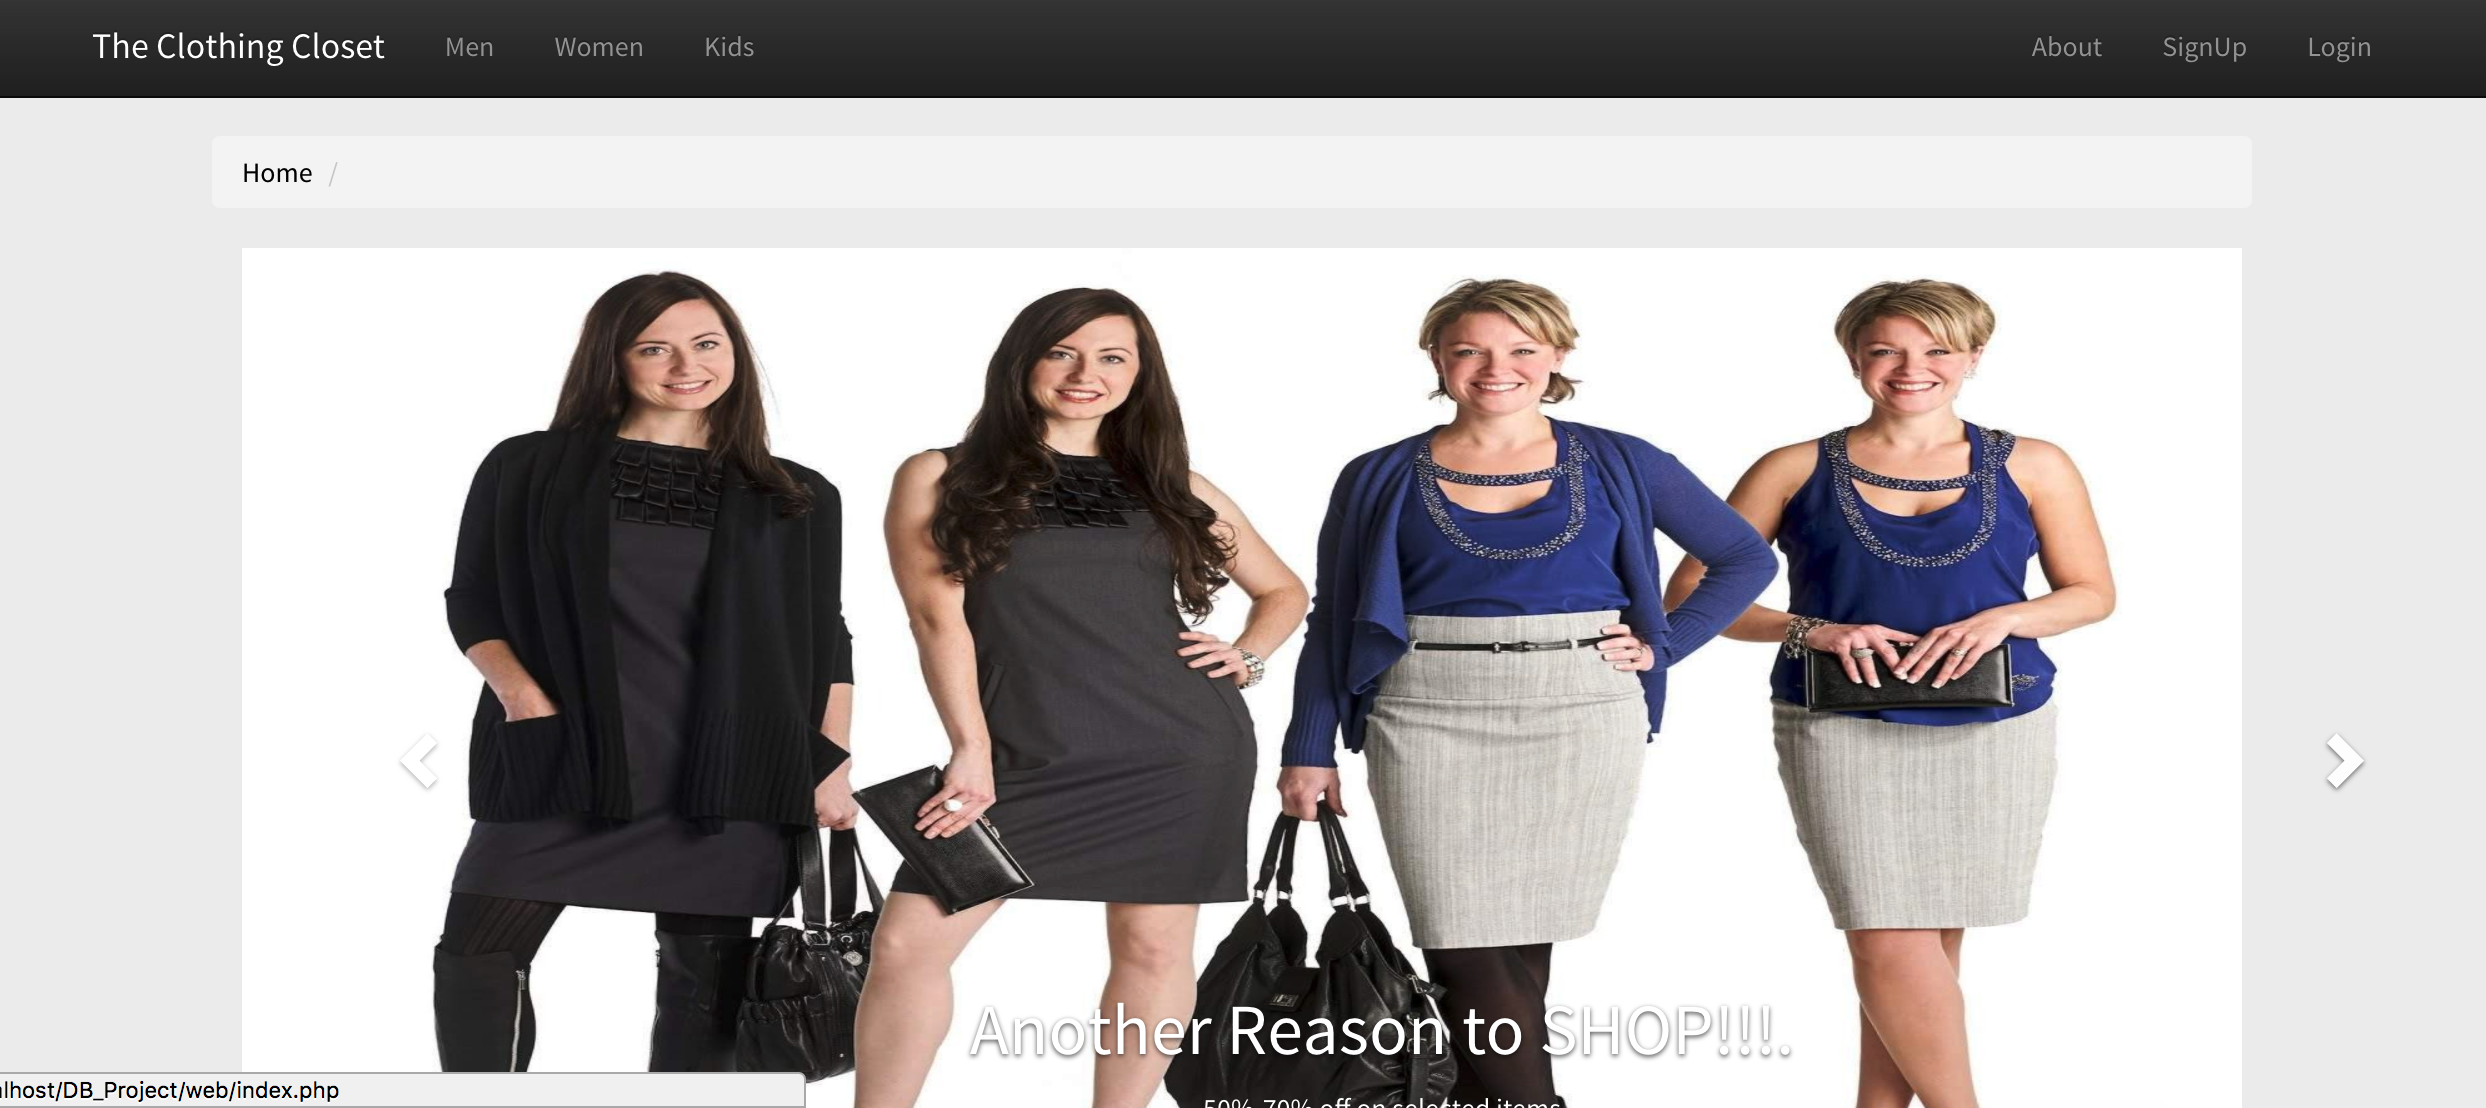 The Clothing Closet Men Women Kids About SignUp Login
Home /
Another Reason to SHOP!!!.
50%-70% off on selected items
lhost/DB_Project/web/index.php